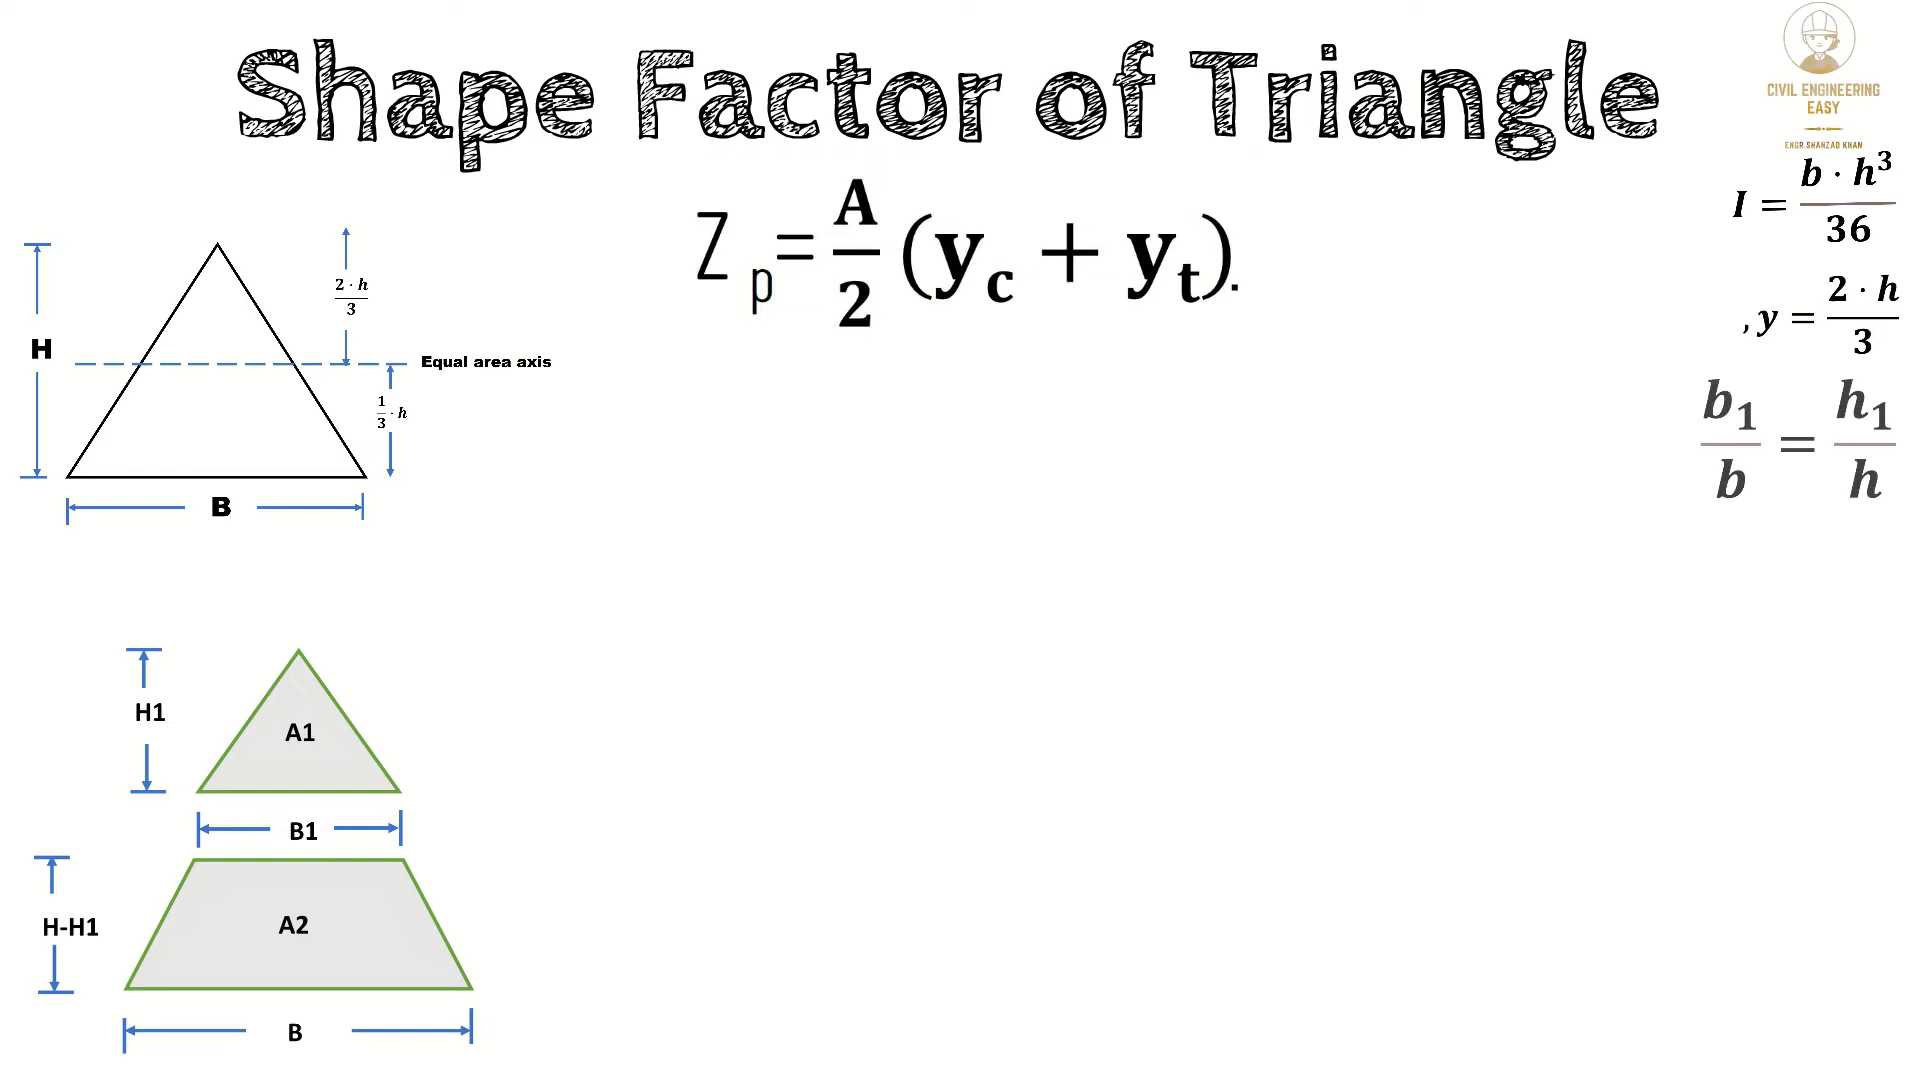 Shape Factor of Triangle
CIVIL ENGINEERING
EASY
ENGR.SHAHZAD KHAN
Z p = A/2 (y_c + y_t).
I = b · h³ / 36
, y = 2 · h / 3
b₁/b = h₁/h
H
2 · h / 3
Equal area axis
1/3 · h
B
H1
A1
B1
H-H1
A2
B